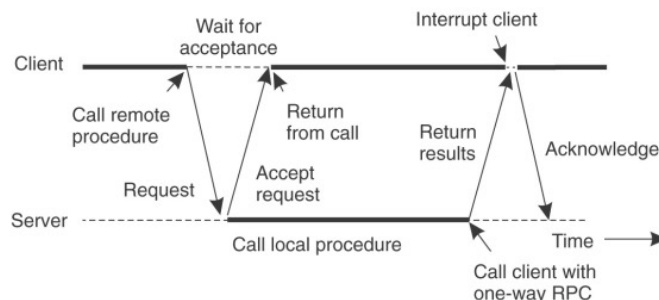 Wait for
acceptance
Interrupt client
Client
Call remote
procedure
Return
from call
Return
results
Acknowledge
Request
Accept
request
Server
Call local procedure
Time
Call client with
one-way RPC